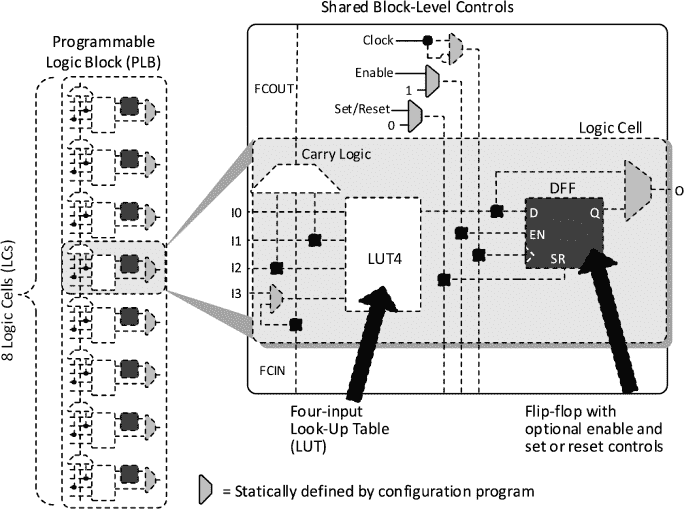 Shared Block-Level Controls
Programmable
Logic Block (PLB)
Clock
Enable
1
FCOUT
Set/Reset
0
Logic Cell
Carry Logic
DFF
O
I0
D
Q
I1
EN
LUT4
I2
SR
I3
8 Logic Cells (LCs)
FCIN
Four-input
Look-Up Table
(LUT)
Flip-flop with
optional enable and
set or reset controls
= Statically defined by configuration program